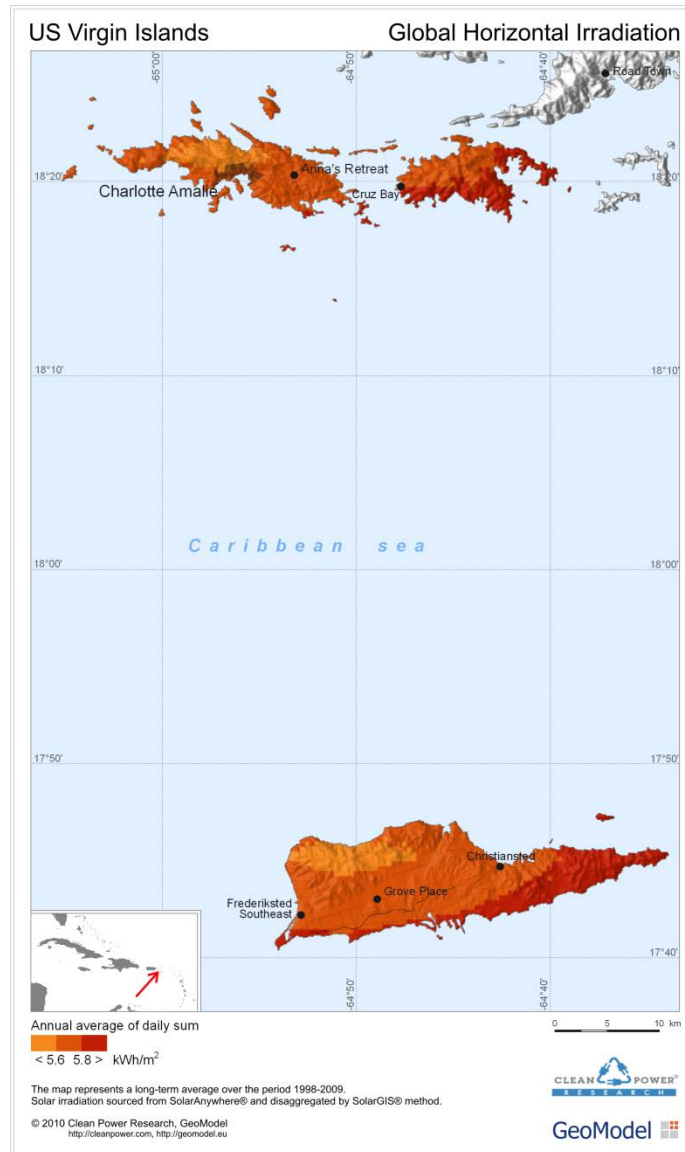 US Virgin Islands
Global Horizontal Irradiation
-65°00'
-64°50'
-64°40'
Road Town
Anna's Retreat
18°20'
Charlotte Amalie
Cruz Bay
18°20'
18°10'
18°10'
Caribbean sea
18°00'
18°00'
17°50'
17°50'
Christiansted
Grove Place
Frederiksted
Southeast
17°40'
17°40'
-64°50'
-64°40'
Annual average of daily sum
< 5.6 5.8 > kWh/m²
0 5 10 km
The map represents a long-term average over the period 1998-2009.
Solar irradiation sourced from SolarAnywhere® and disaggregated by SolarGIS® method.
© 2010 Clean Power Research, GeoModel
http://cleanpower.com, http://geomodel.eu
CLEAN POWER®
RESEARCH
GeoModel